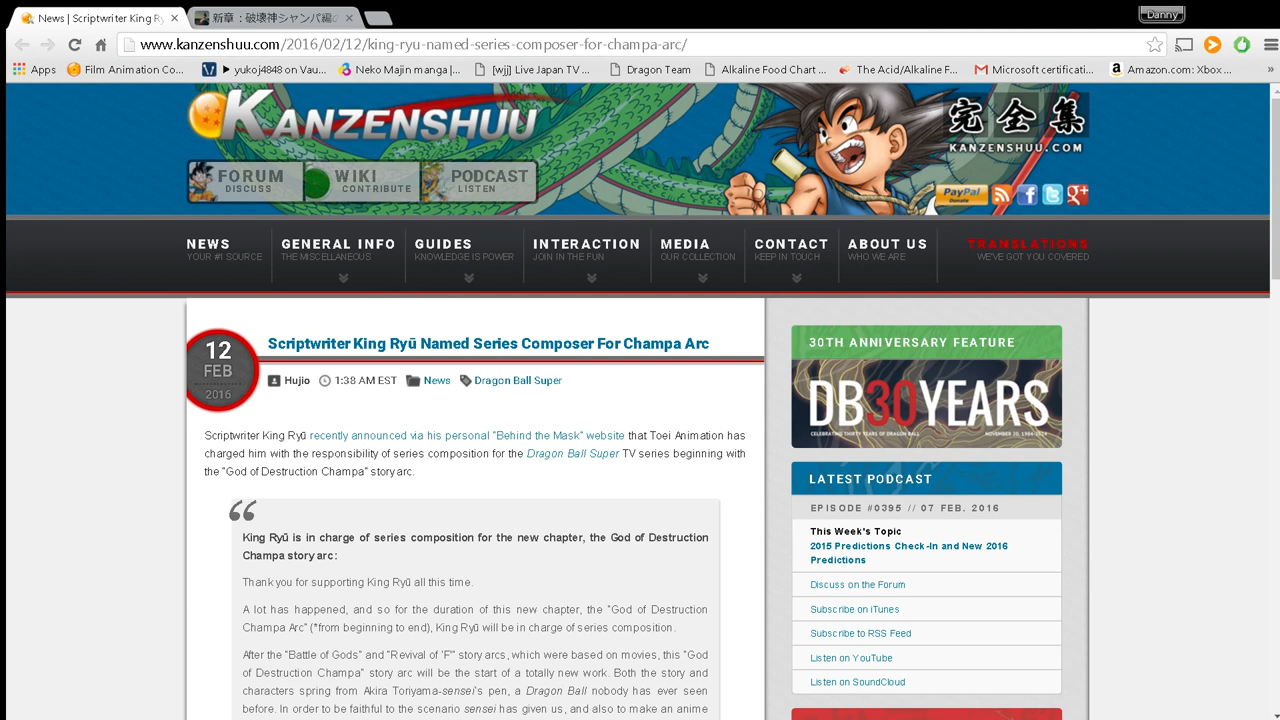 News | Scriptwriter King Ry
新章：破壊神シャンパ編の
Danny
www.kanzenshuu.com/2016/02/12/king-ryu-named-series-composer-for-champa-arc/
Apps
Film Animation Co...
yukoj4848 on Vau...
Neko Majin manga |...
[wjj] Live Japan TV ...
Dragon Team
Alkaline Food Chart ...
The Acid/Alkaline F...
Microsoft certificati...
Amazon.com: Xbox ...
»
KANZENSHUU
完全集
KANZENSHUU.COM
FORUM
DISCUSS
WIKI
CONTRIBUTE
PODCAST
LISTEN
PayPal
Donate
NEWS
YOUR #1 SOURCE
GENERAL INFO
THE MISCELLANEOUS
GUIDES
KNOWLEDGE IS POWER
INTERACTION
JOIN IN THE FUN
MEDIA
OUR COLLECTION
CONTACT
KEEP IN TOUCH
ABOUT US
WHO WE ARE
TRANSLATIONS
WE'VE GOT YOU COVERED
12
FEB
2016
Scriptwriter King Ryū Named Series Composer For Champa Arc
Hujio 1:38 AM EST News Dragon Ball Super
Scriptwriter King Ryū recently announced via his personal "Behind the Mask" website that Toei Animation has
charged him with the responsibility of series composition for the Dragon Ball Super TV series beginning with
the "God of Destruction Champa" story arc.
King Ryū is in charge of series composition for the new chapter, the God of Destruction
Champa story arc:
Thank you for supporting King Ryū all this time.
A lot has happened, and so for the duration of this new chapter, the "God of Destruction
Champa Arc" (*from beginning to end), King Ryū will be in charge of series composition.
After the "Battle of Gods" and "Revival of 'F'" story arcs, which were based on movies, this "God
of Destruction Champa" story arc will be the start of a totally new work. Both the story and
characters spring from Akira Toriyama-sensei's pen, a Dragon Ball nobody has ever seen
before. In order to be faithful to the scenario sensei has given us, and also to make an anime
30TH ANNIVERSARY FEATURE
DB30YEARS
CELEBRATING THIRTY YEARS OF DRAGON BALL
LATEST PODCAST
EPISODE #0395 // 07 FEB. 2016
This Week's Topic
2015 Predictions Check-In and New 2016
Predictions
Discuss on the Forum
Subscribe on iTunes
Subscribe to RSS Feed
Listen on YouTube
Listen on SoundCloud